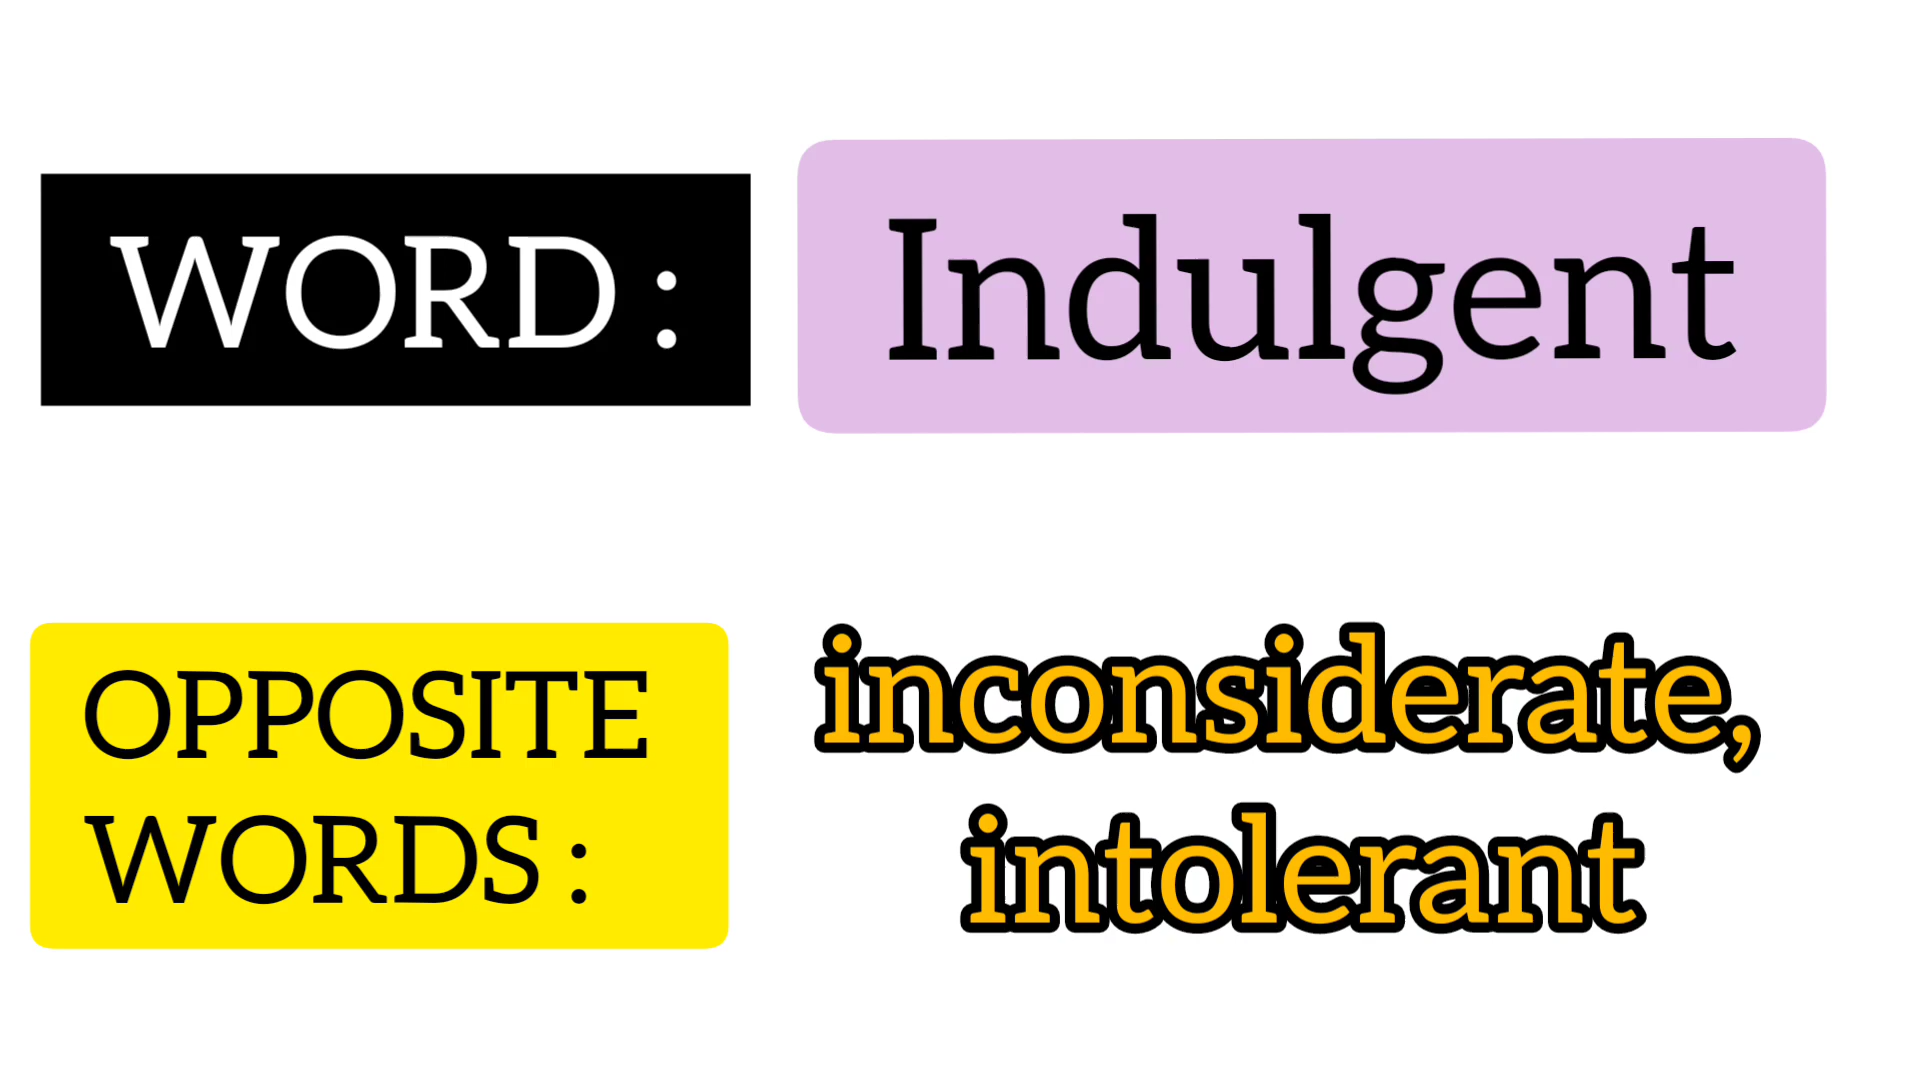 WORD : Indulgent
OPPOSITE
WORDS :
inconsiderate,
intolerant